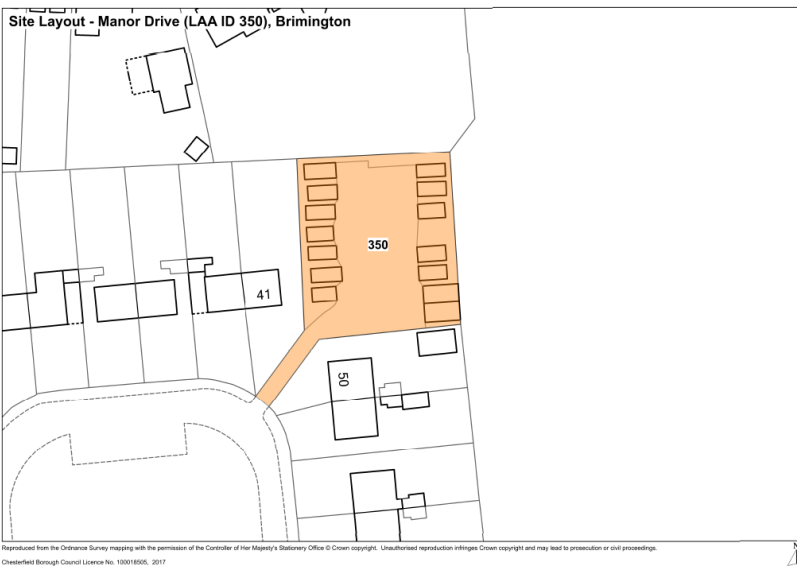 Site Layout - Manor Drive (LAA ID 350), Brimington
350
41
50
Reproduced from the Ordnance Survey mapping with the permission of the Controller of Her Majesty's Stationery Office © Crown copyright. Unauthorised reproduction infringes Crown copyright and may lead to prosecution or civil proceedings.
Chesterfield Borough Council Licence No. 100018505, 2017